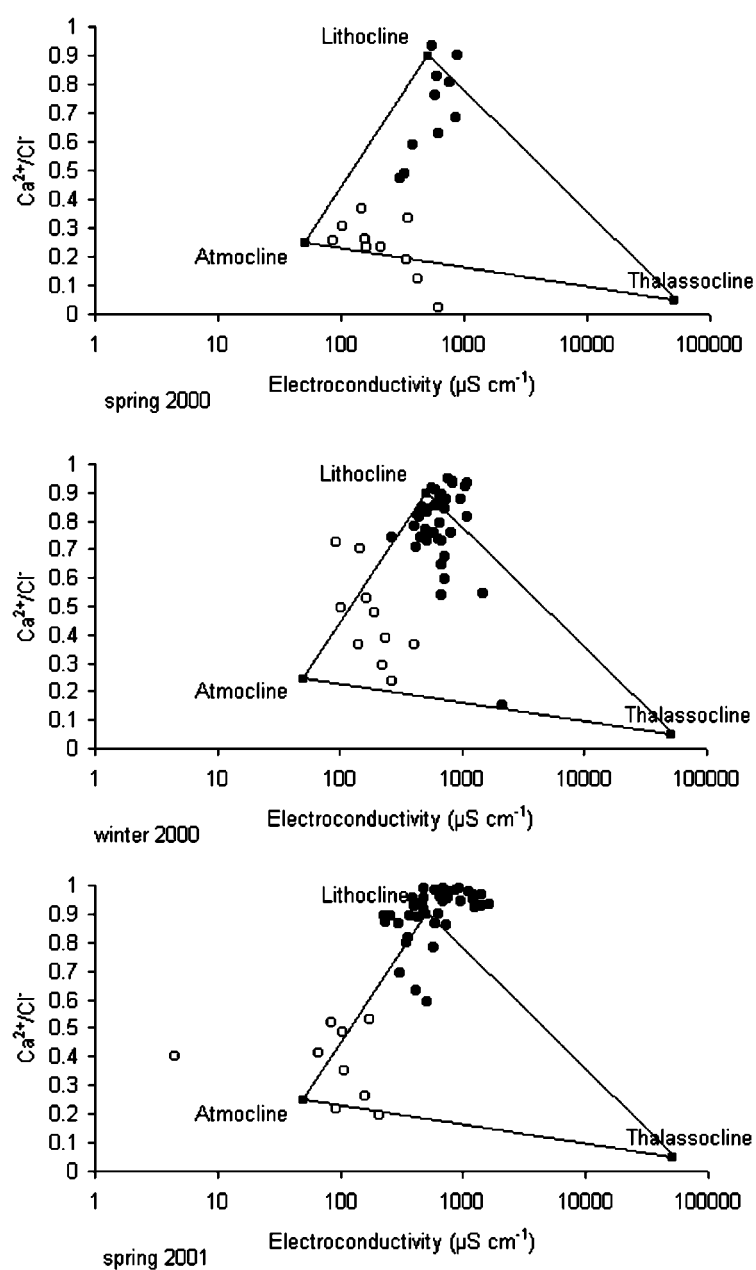 1
Lithocline
0.9
0.8
0.7
0.6
Ca²⁺/Cl⁻
0.5
0.4
0.3
Atmocline
0.2
Thalassocline
0.1
0
1 10 100 1000 10000 100000
Electroconductivity (µS cm⁻¹)
spring 2000
1
Lithocline
0.9
0.8
0.7
0.6
Ca²⁺/Cl⁻
0.5
0.4
0.3
Atmocline
0.2
Thalassocline
0.1
0
1 10 100 1000 10000 100000
Electroconductivity (µS cm⁻¹)
winter 2000
1
Lithocline
0.9
0.8
0.7
0.6
Ca²⁺/Cl⁻
0.5
0.4
0.3
Atmocline
0.2
Thalassocline
0.1
0
1 10 100 1000 10000 100000
Electroconductivity (µS cm⁻¹)
spring 2001